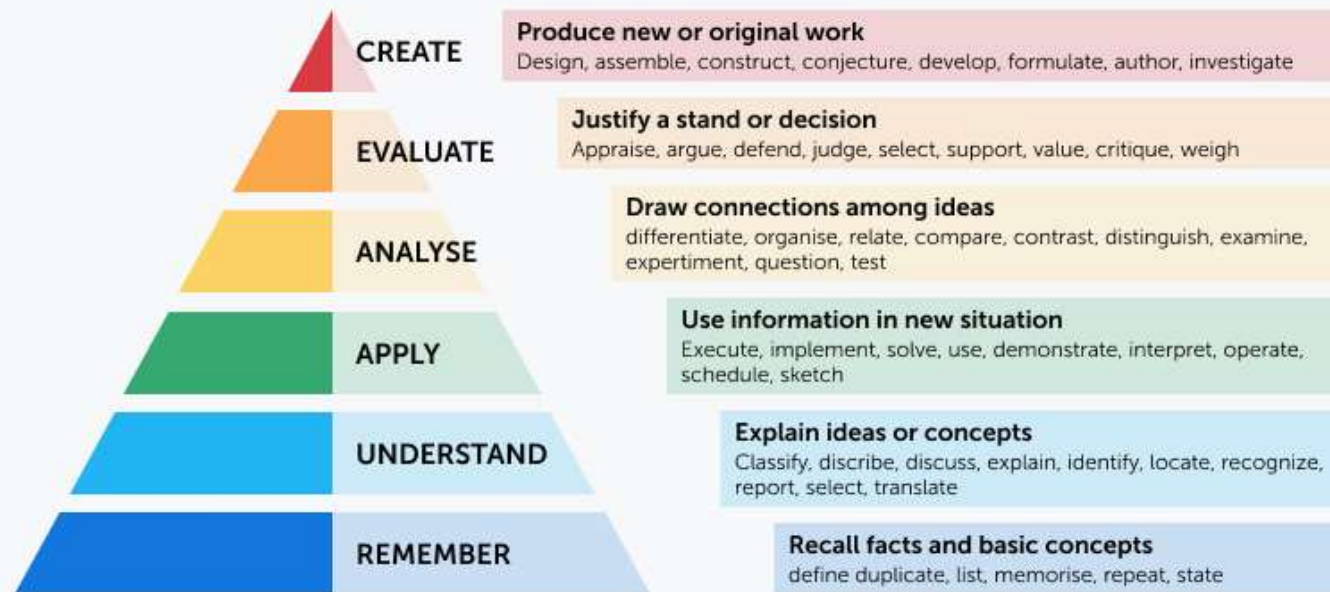 CREATE
Produce new or original work
Design, assemble, construct, conjecture, develop, formulate, author, investigate
EVALUATE
Justify a stand or decision
Appraise, argue, defend, judge, select, support, value, critique, weigh
ANALYSE
Draw connections among ideas
differentiate, organise, relate, compare, contrast, distinguish, examine,
expertiment, question, test
APPLY
Use information in new situation
Execute, implement, solve, use, demonstrate, interpret, operate,
schedule, sketch
UNDERSTAND
Explain ideas or concepts
Classify, discribe, discuss, explain, identify, locate, recognize,
report, select, translate
REMEMBER
Recall facts and basic concepts
define duplicate, list, memorise, repeat, state